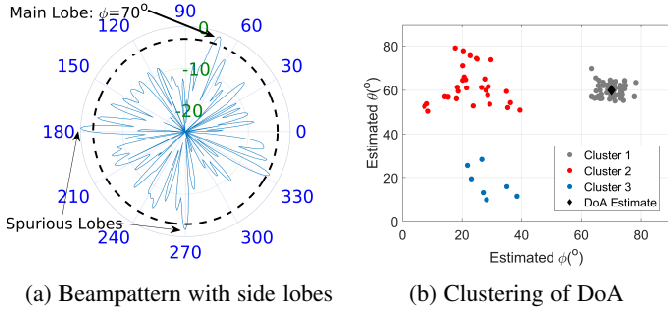 Main Lobe: ϕ=70°
90
120
60
150
30
180
0
210
330
240
300
270
-0
-10
-20
Spurious Lobes
(a) Beampattern with side lobes
80
60
40
20
0
0
20
40
60
80
Estimated θ(°)
Estimated ϕ(°)
Cluster 1
Cluster 2
Cluster 3
DoA Estimate
(b) Clustering of DoA